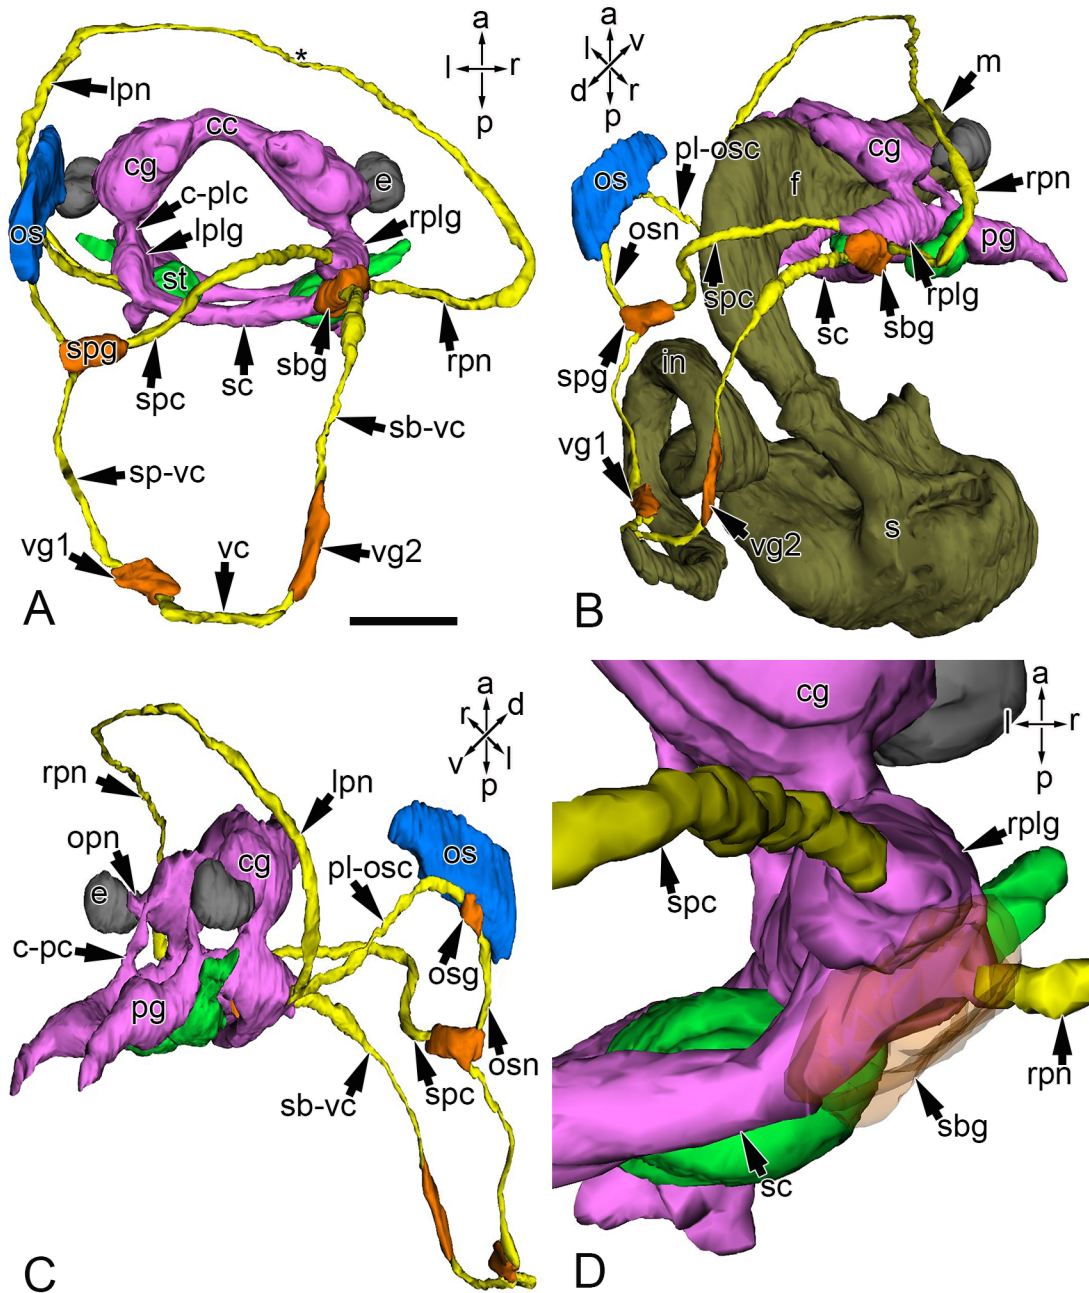 a
l r
p
*
lpn
cc
cg
e
c-plc
lplg
rplg
os
st
spg
spc
sc
sbg
rpn
sb-vc
sp-vc
vg1
vc
vg2
A
a
l v
d r
p
m
pl-osc
cg
os
f
rpn
osn
pg
spc
rplg
sc
sbg
spg
in
vg1
s
vg2
B
a
r d
v l
p
rpn
lpn
opn
cg
pl-osc
os
e
c-pc
osg
pg
osn
spc
sb-vc
C
cg
a
l r
p
rplg
spc
rpn
sbg
sc
D